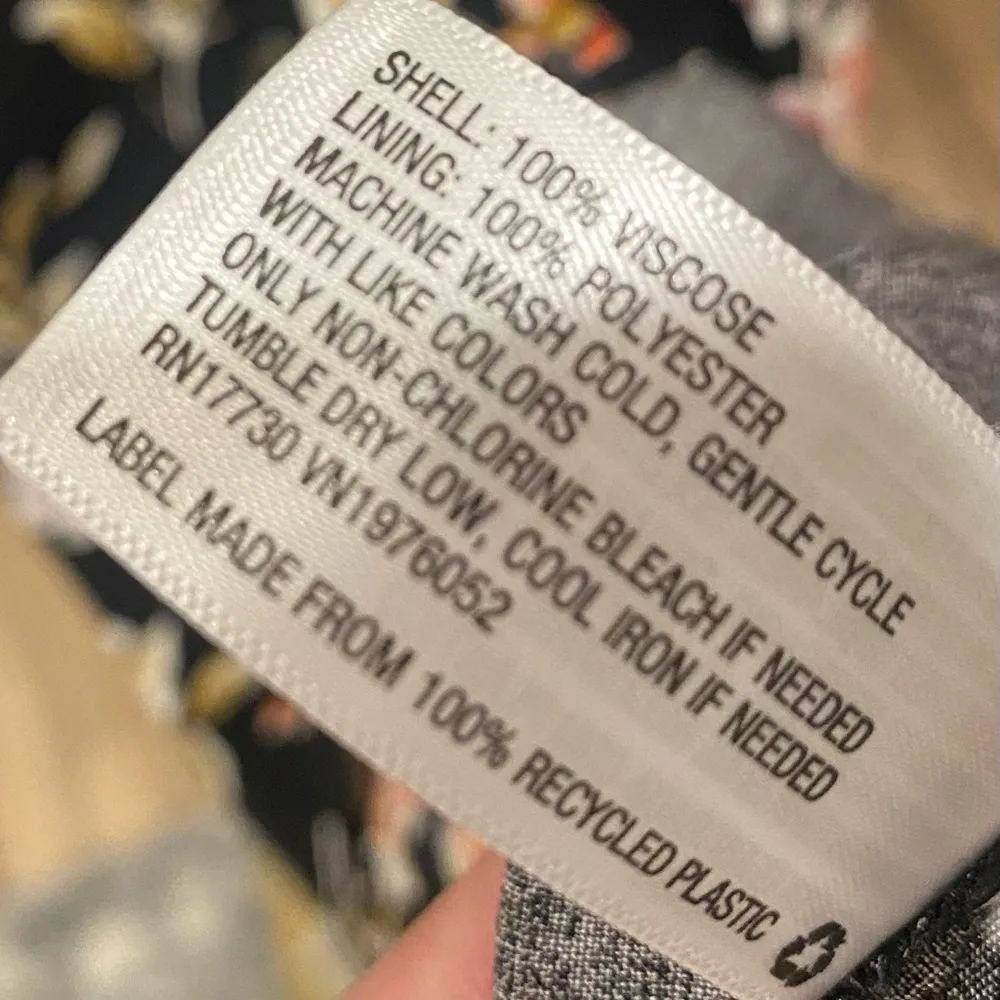 SHELL: 100% VISCOSE
LINING: 100% POLYESTER
MACHINE WASH COLD, GENTLE CYCLE
WITH LIKE COLORS
ONLY NON-CHLORINE BLEACH IF NEEDED
TUMBLE DRY LOW, COOL IRON IF NEEDED
RN17730 VN1976052
LABEL MADE FROM 100% RECYCLED PLASTIC